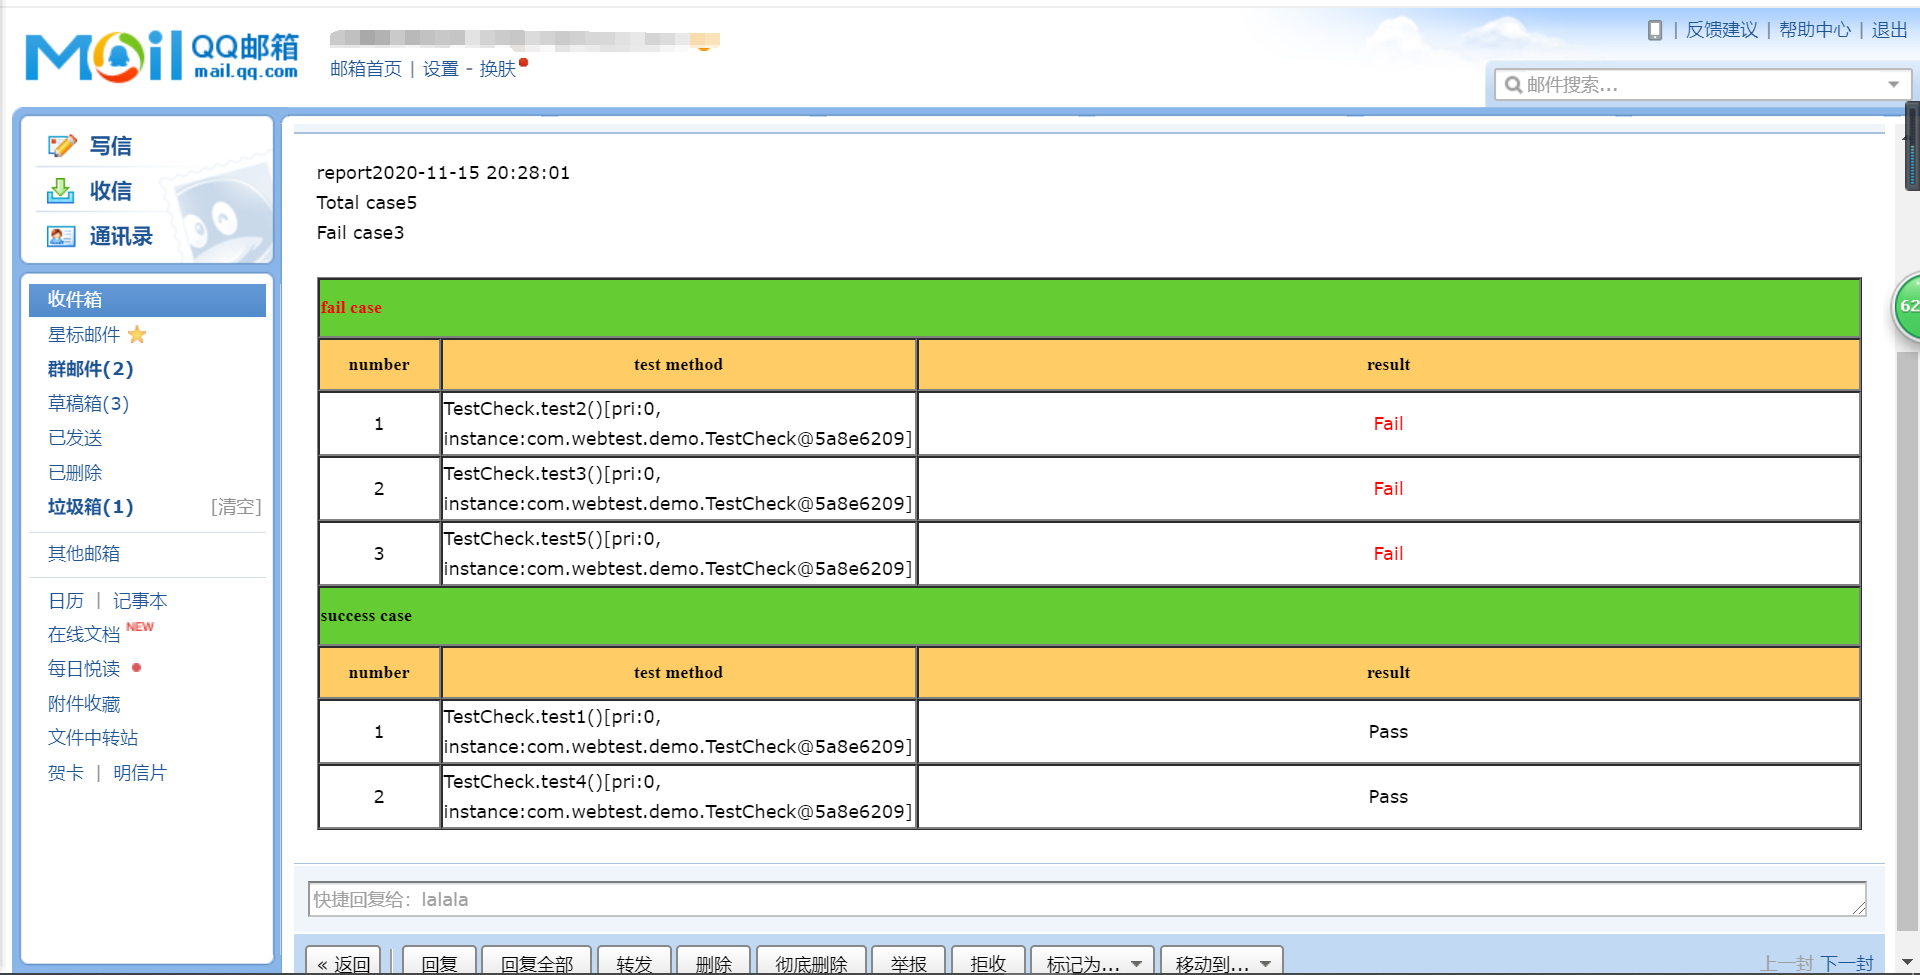 Mail QQ邮箱
mail.qq.com
邮箱首页 | 设置 - 换肤
| 反馈建议 | 帮助中心 | 退出
邮件搜索...
写信
收信
通讯录
收件箱
星标邮件
群邮件(2)
草稿箱(3)
已发送
已删除
垃圾箱(1) [清空]
其他邮箱
日历 | 记事本
在线文档 NEW
每日悦读
附件收藏
文件中转站
贺卡 | 明信片
report2020-11-15 20:28:01
Total case5
Fail case3
fail case
number test method result
1 TestCheck.test2()[pri:0, instance:com.webtest.demo.TestCheck@5a8e6209] Fail
2 TestCheck.test3()[pri:0, instance:com.webtest.demo.TestCheck@5a8e6209] Fail
3 TestCheck.test5()[pri:0, instance:com.webtest.demo.TestCheck@5a8e6209] Fail
success case
number test method result
1 TestCheck.test1()[pri:0, instance:com.webtest.demo.TestCheck@5a8e6209] Pass
2 TestCheck.test4()[pri:0, instance:com.webtest.demo.TestCheck@5a8e6209] Pass
62
快捷回复给：lalala
« 返回 回复 回复全部 转发 删除 彻底删除 举报 拒收 标记为... 移动到... 上一封 下一封